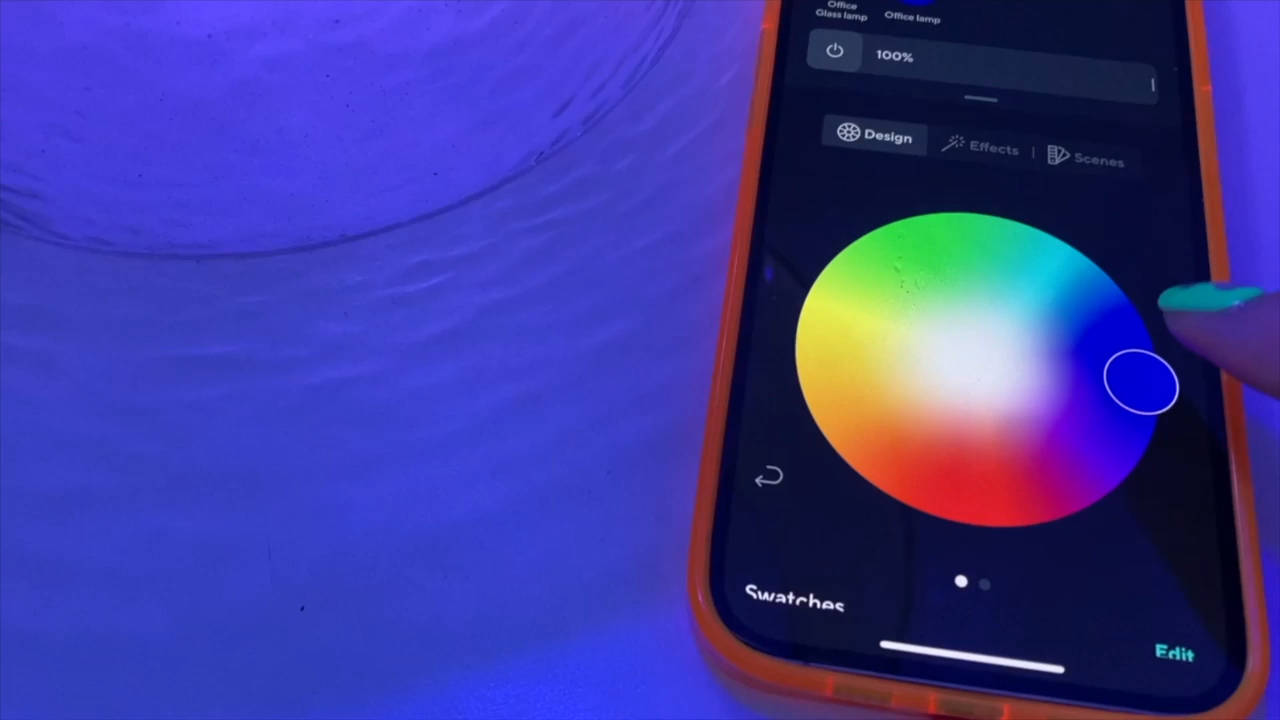 Office
Glass lamp
Office lamp
100%
Design
Effects
Scenes
Swatches
Edit